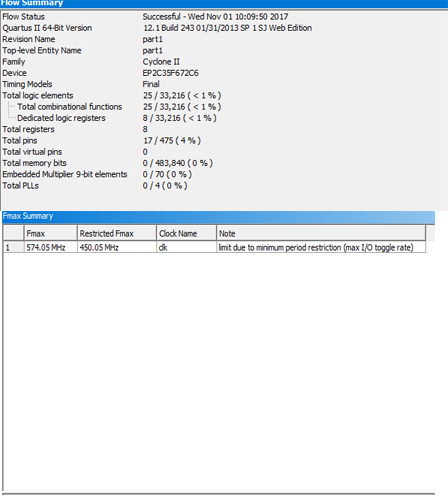 Flow Summary
Flow Status Successful - Wed Nov 01 10:09:50 2017
Quartus II 64-Bit Version 12.1 Build 243 01/31/2013 SP 1 SJ Web Edition
Revision Name part1
Top-level Entity Name part1
Family Cyclone II
Device EP2C35F672C6
Timing Models Final
Total logic elements 25 / 33,216 ( < 1 % )
Total combinational functions 25 / 33,216 ( < 1 % )
Dedicated logic registers 8 / 33,216 ( < 1 % )
Total registers 8
Total pins 17 / 475 ( 4 % )
Total virtual pins 0
Total memory bits 0 / 483,840 ( 0 % )
Embedded Multiplier 9-bit elements 0 / 70 ( 0 % )
Total PLLs 0 / 4 ( 0 % )
Fmax Summary
Fmax Restricted Fmax Clock Name Note
1 574.05 MHz 450.05 MHz clk limit due to minimum period restriction (max I/O toggle rate)